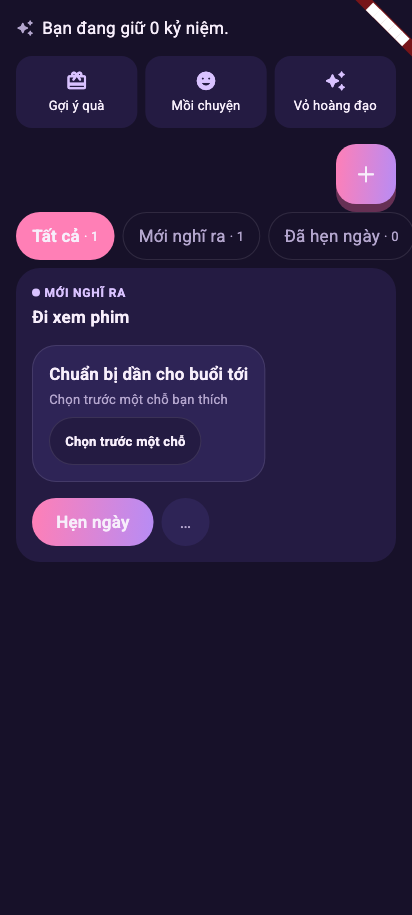 Bạn đang giữ 0 kỷ niệm.
Gợi ý quà
Mồi chuyện
Vỏ hoàng đạo
Tất cả · 1
Mới nghĩ ra · 1
Đã hẹn ngày · 0
MỚI NGHĨ RA
Đi xem phim
Chuẩn bị dần cho buổi tới
Chọn trước một chỗ bạn thích
Chọn trước một chỗ
Hẹn ngày
...